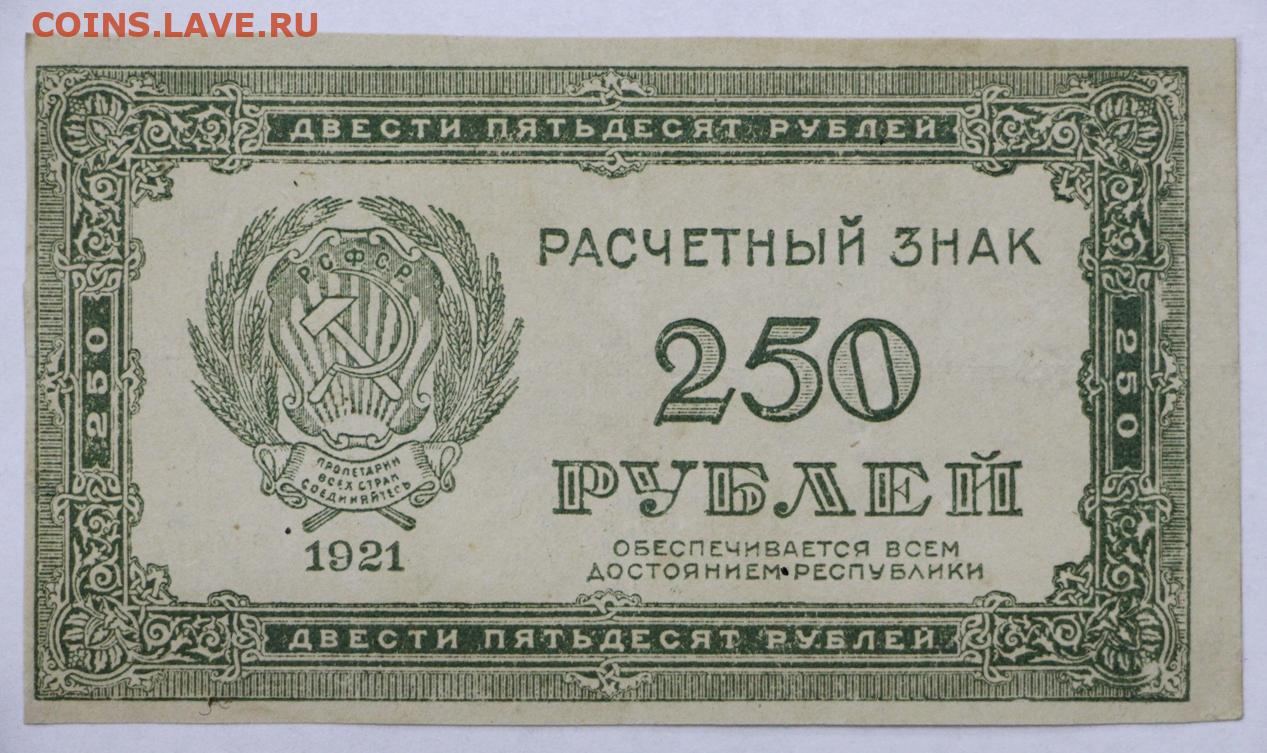 COINS.LAVE.RU
ДВЕСТИ ПЯТЬДЕСЯТ РУБЛЕЙ
250
РСФСР
ПРОЛЕТАРИИ
ВСЕХ СТРАН
СОЕДИНЯЙТЕСЬ
1921
РАСЧЕТНЫЙ ЗНАК
250
РУБЛЕЙ
ОБЕСПЕЧИВАЕТСЯ ВСЕМ
ДОСТОЯНИЕМ РЕСПУБЛИКИ
250
ДВЕСТИ ПЯТЬДЕСЯТ РУБЛЕЙ